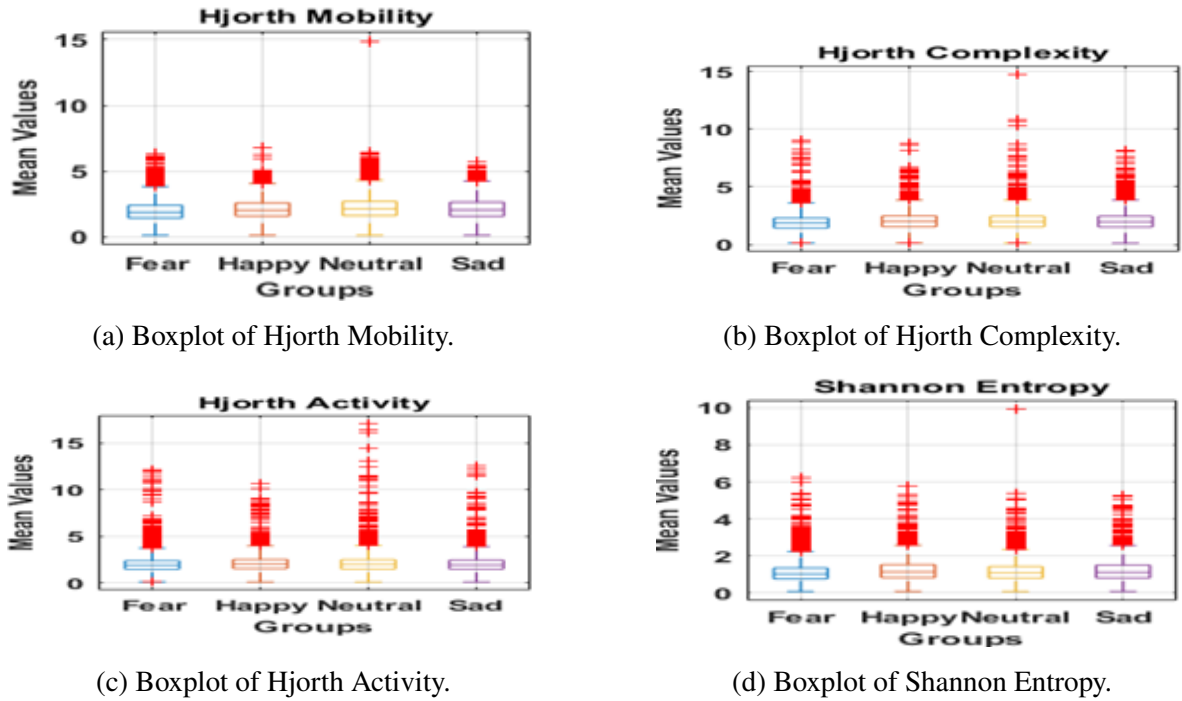 Hjorth Mobility
Mean Values
15
10
5
0
Fear Happy Neutral Sad
Groups
(a) Boxplot of Hjorth Mobility.
Hjorth Complexity
Mean Values
15
10
5
0
Fear Happy Neutral Sad
Groups
(b) Boxplot of Hjorth Complexity.
Hjorth Activity
Mean Values
15
10
5
0
Fear Happy Neutral Sad
Groups
(c) Boxplot of Hjorth Activity.
Shannon Entropy
Mean Values
10
8
6
4
2
0
Fear Happy Neutral Sad
Groups
(d) Boxplot of Shannon Entropy.